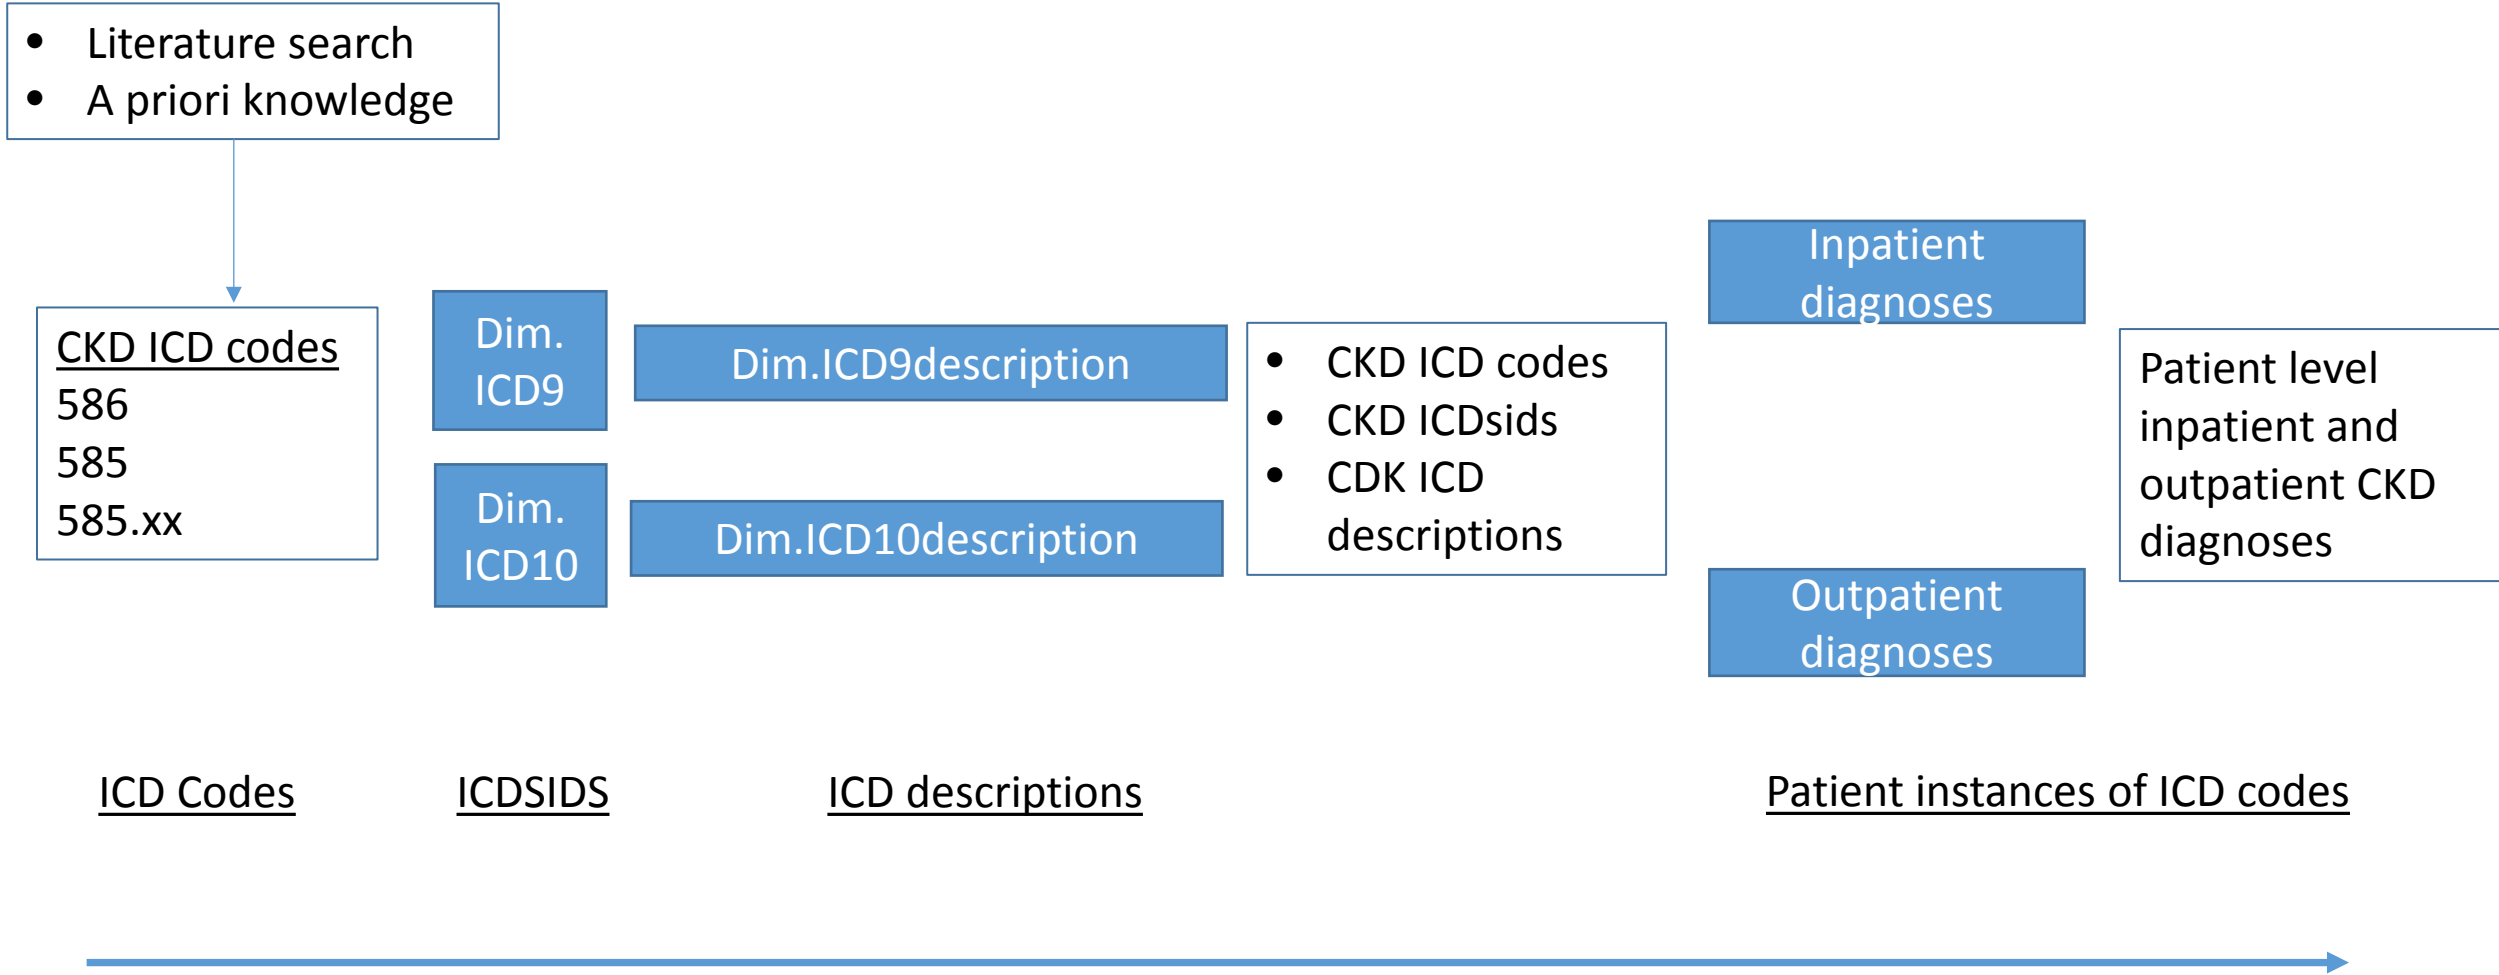 • Literature search
• A priori knowledge
CKD ICD codes
586
585
585.xx
Dim.
ICD9
Dim.
ICD10
Dim.ICD9description
Dim.ICD10description
• CKD ICD codes
• CKD ICDsids
• CDK ICD
descriptions
Inpatient
diagnoses
Outpatient
diagnoses
Patient level
inpatient and
outpatient CKD
diagnoses
ICD Codes
ICDSIDS
ICD descriptions
Patient instances of ICD codes